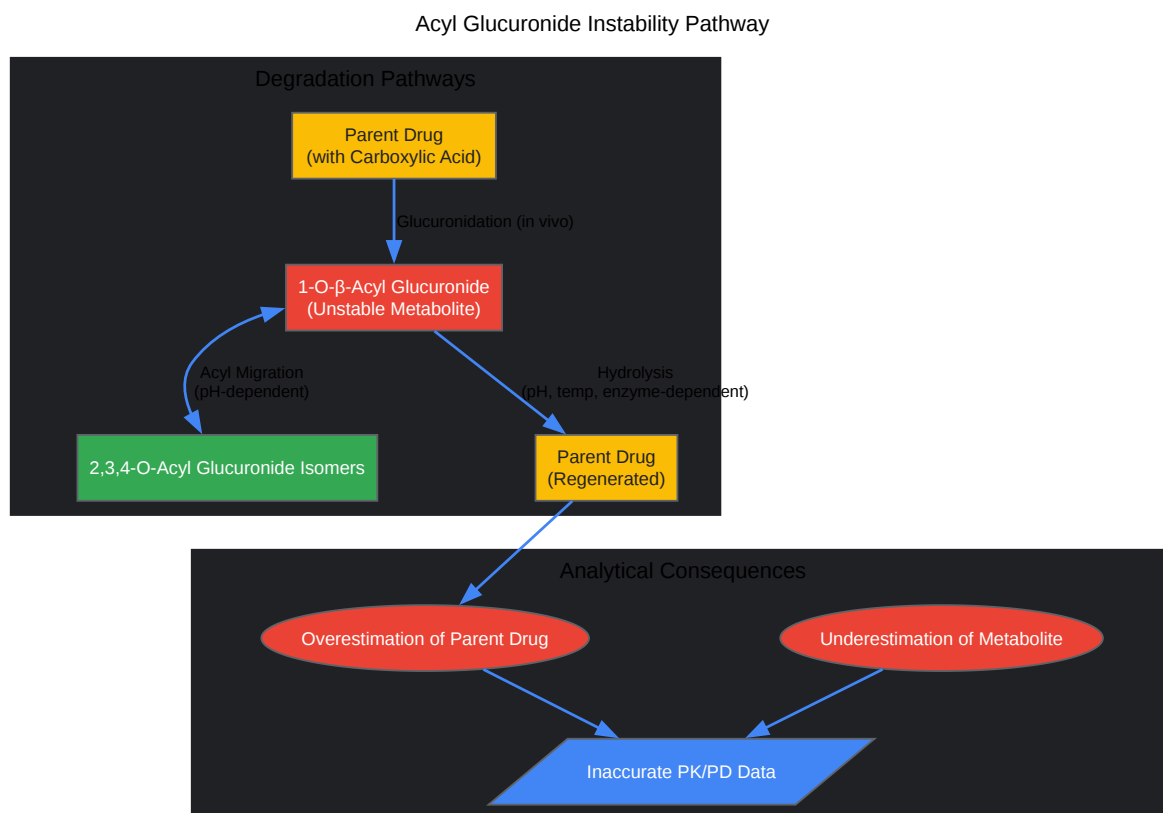 Acyl Glucuronide Instability Pathway
Degradation Pathways
Parent Drug
(with Carboxylic Acid)
Glucuronidation (in vivo)
1-O-β-Acyl Glucuronide
(Unstable Metabolite)
Acyl Migration
(pH-dependent)
Hydrolysis
(pH, temp, enzyme-dependent)
2,3,4-O-Acyl Glucuronide Isomers
Parent Drug
(Regenerated)
Analytical Consequences
Overestimation of Parent Drug
Underestimation of Metabolite
Inaccurate PK/PD Data